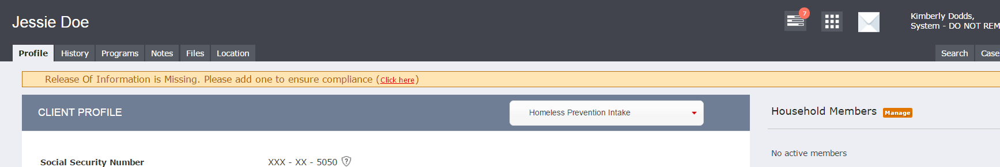 Jessie Doe
7
Kimberly Dodds,
System - DO NOT REM
Profile History Programs Notes Files Location Search Case
Release Of Information is Missing. Please add one to ensure compliance (Click here)
CLIENT PROFILE
Homeless Prevention Intake
Household Members Manage
No active members
Social Security Number XXX - XX - 5050 ?